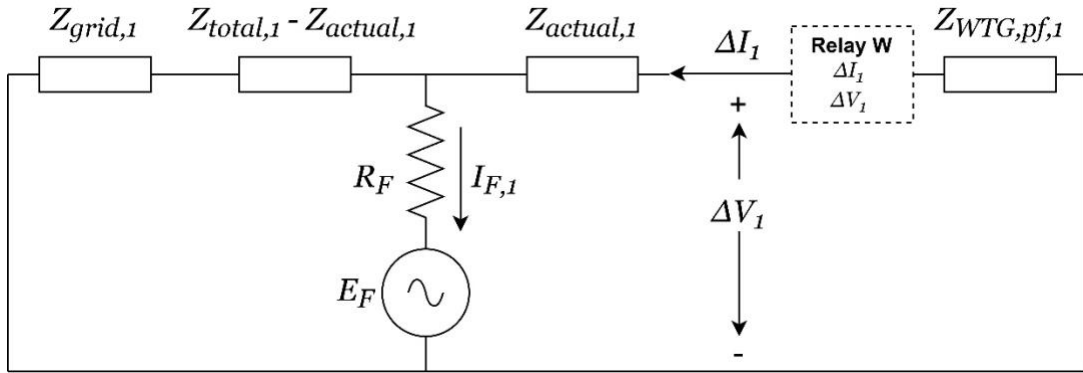 Z_grid,1
Z_total,1 - Z_actual,1
Z_actual,1
ΔI_1
Relay W
ΔI_1
ΔV_1
Z_WTG,pf,1
+
R_F
I_F,1
ΔV_1
E_F
-